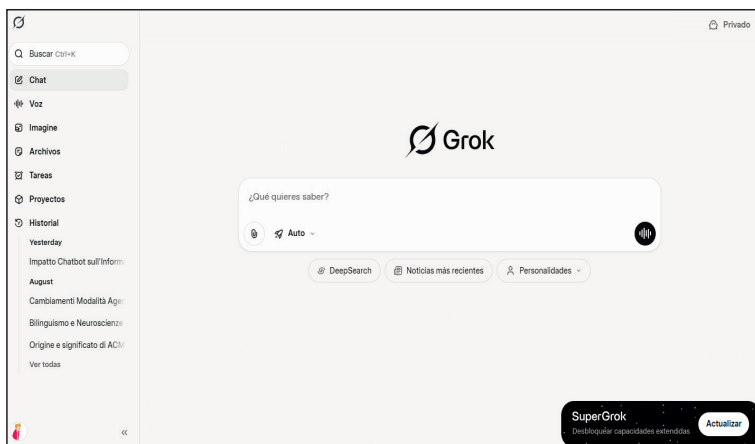 Privado
Buscar Ctrl+K
Chat
Voz
Imagine
Archivos
Tareas
Proyectos
Historial
Yesterday
Impatto Chatbot sull'Inform
August
Cambiamenti Modalità Agen
Bilinguismo e Neuroscienze
Origine e significato di ACM
Ver todas
Grok
¿Qué quieres saber?
Auto
DeepSearch
Noticias más recientes
Personalidades
SuperGrok
Desbloquear capacidades extendidas
Actualizar